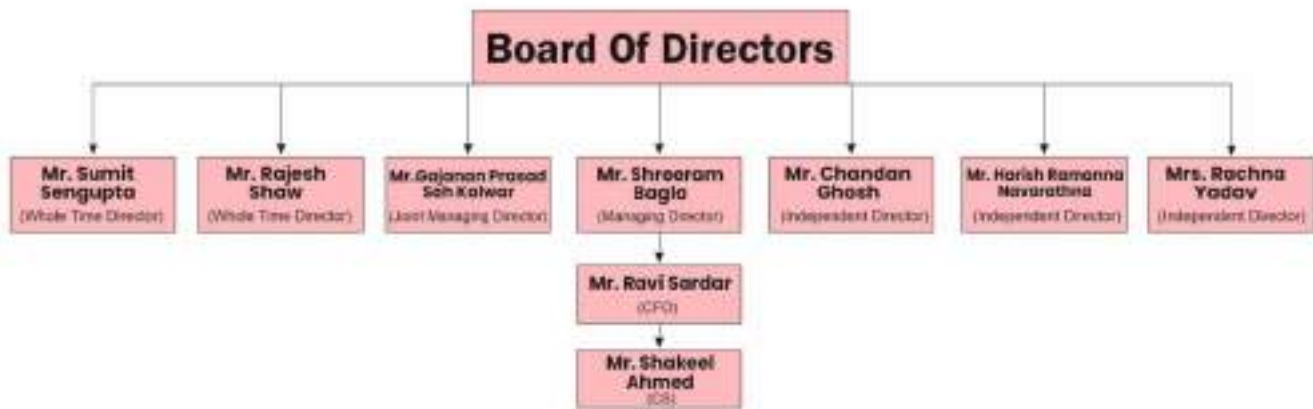 Board Of Directors
Mr. Sumit
Sengupta
(Whole Time Director)
Mr. Rajesh
Shaw
(Whole Time Director)
Mr.Gajanan Prasad
Sah Kalwar
(Joint Managing Director)
Mr. Shreeram
Bagla
(Managing Director)
Mr. Chandan
Ghosh
(Independent Director)
Mr. Harish Ramanna
Navarathna
(Independent Director)
Mrs. Rachna
Yadav
(Independent Director)
Mr. Ravi Sardar
(CFO)
Mr. Shakeel
Ahmed
(CS)